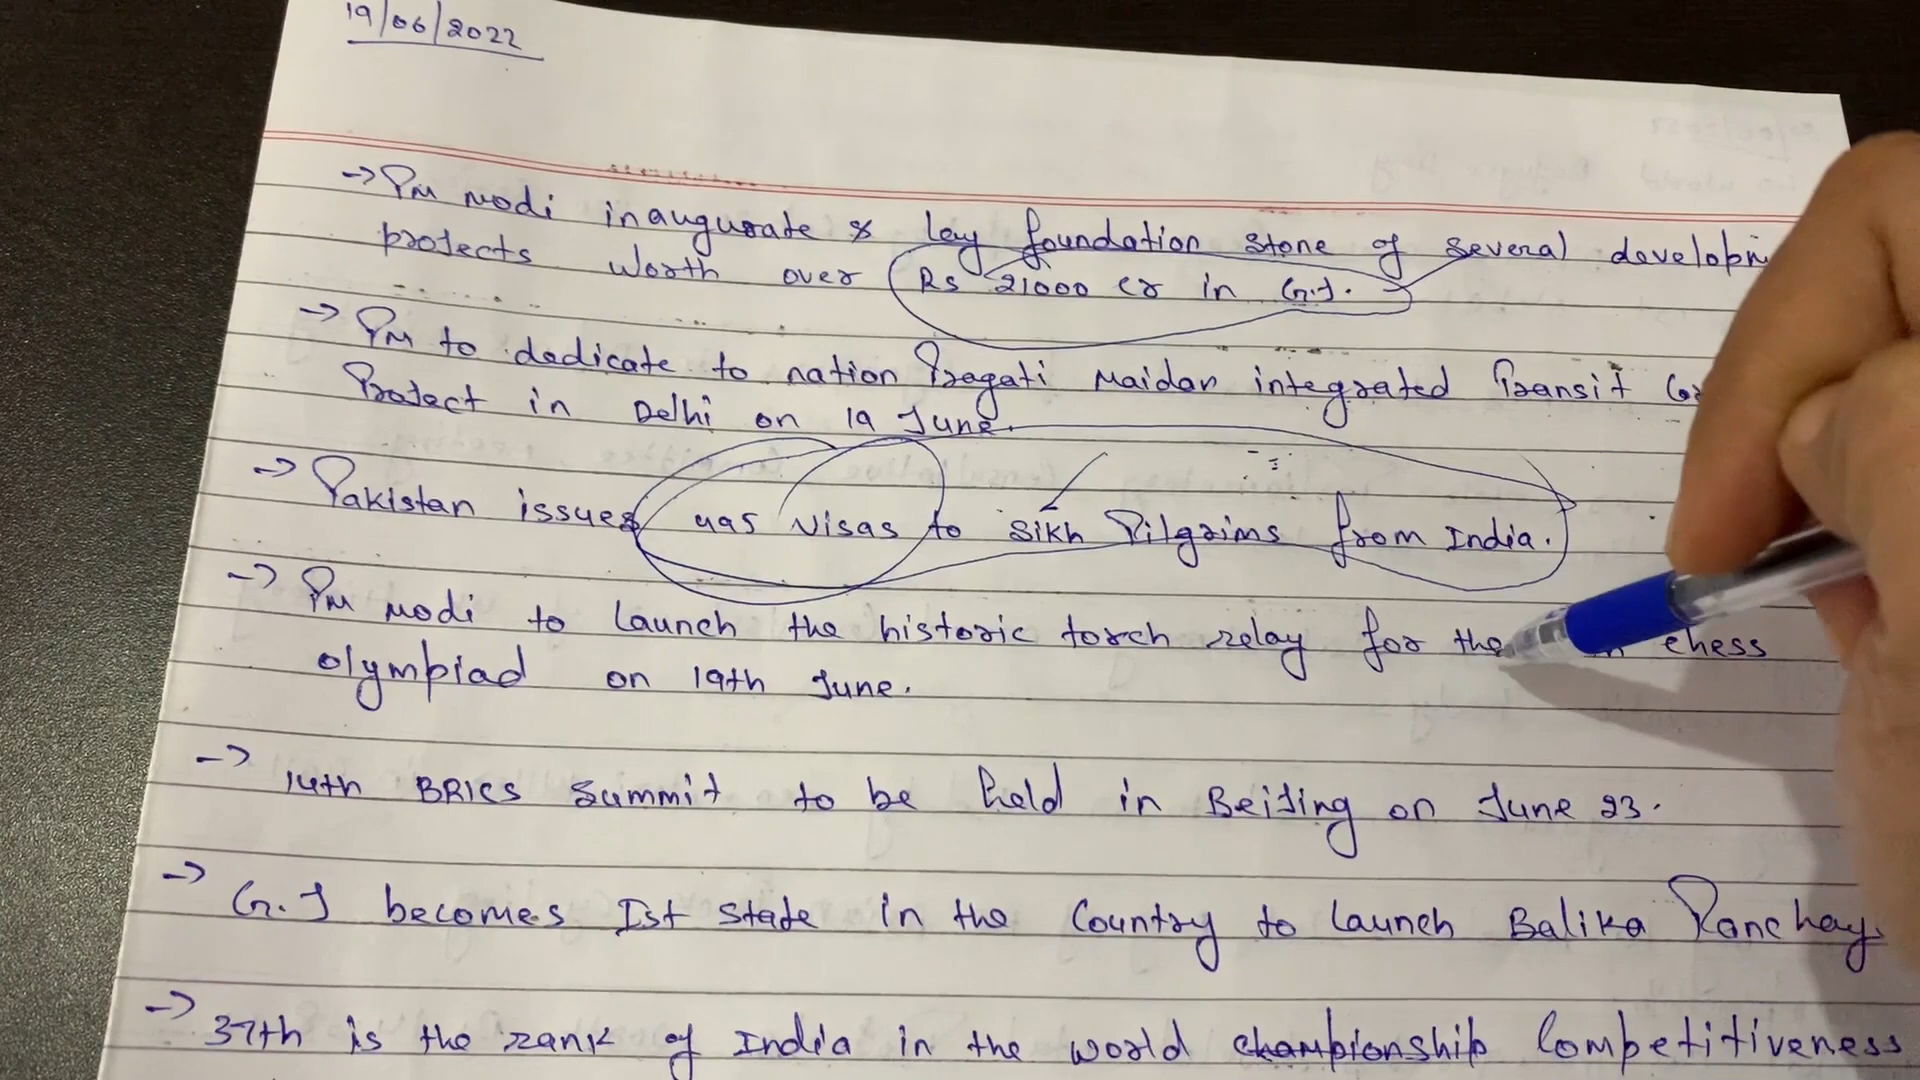 19/06/2022
→ PM modi inaugurate & lay foundation stone of several
projects worth over Rs 21000 cr in G.J.
→ PM to dedicate to nation Pragati Maidan integrated Transit
Project in Delhi on 19 June.
→ Pakistan issues 495 Visas to Sikh Pilgrims from India.
→ PM modi to launch the historic torch relay for the chess
olympiad on 19th June.
→ 14th BRICS Summit to be held in Beijing on June 23.
→ G.J becomes Ist state in the Country to launch Balika
→ 37th is the rank of India in the world championship Competitiveness